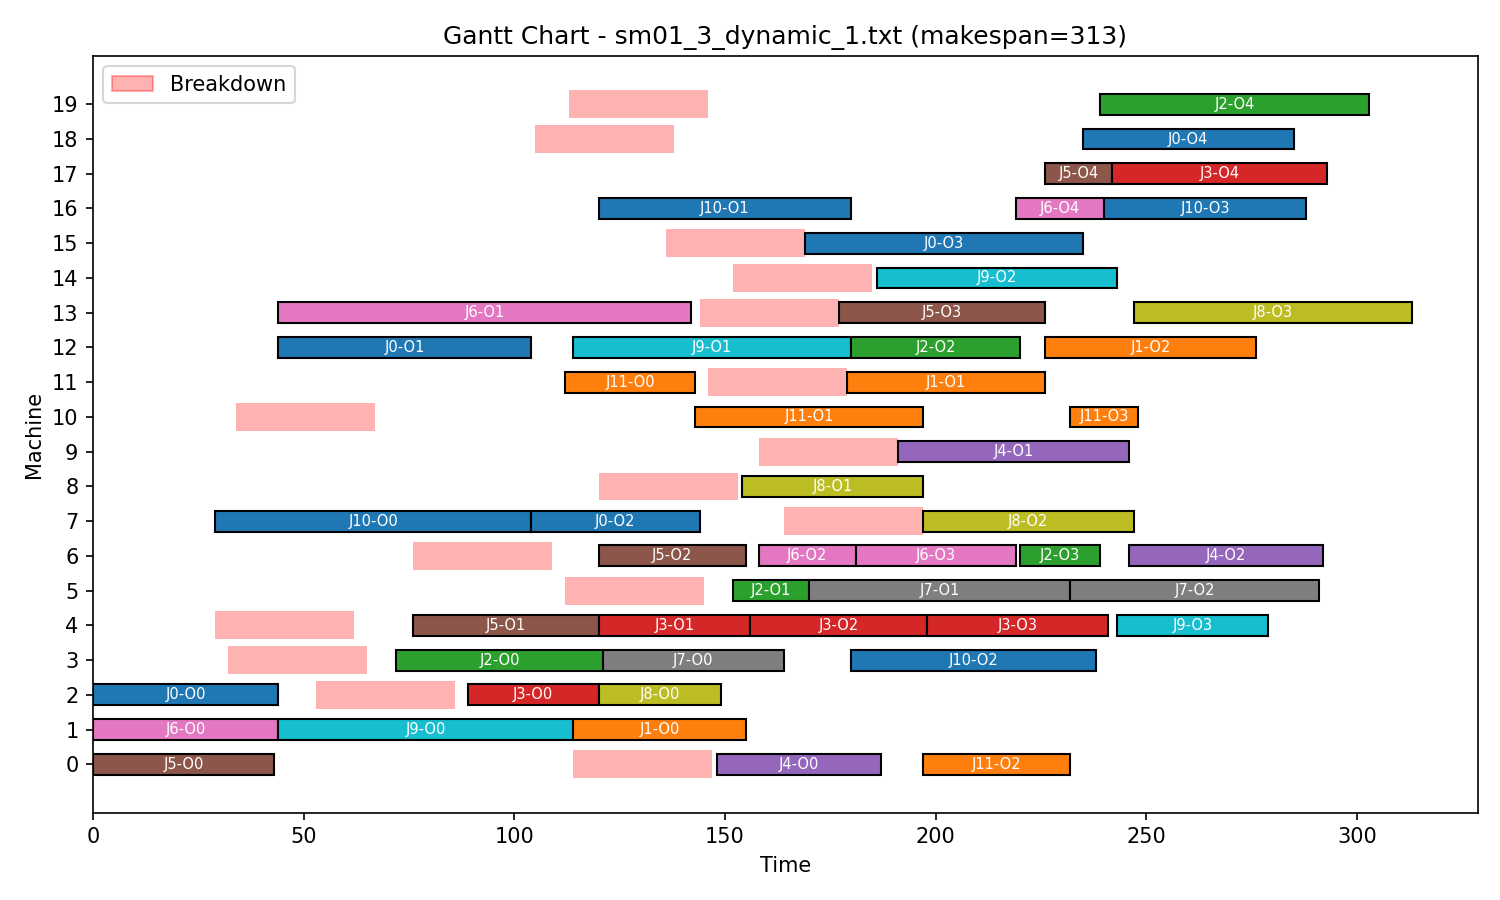 Gantt Chart - sm01_3_dynamic_1.txt (makespan=313)
Breakdown
19 J2-O4
18 J0-O4
17 J5-O4 J3-O4
16 J10-O1 J6-O4 J10-O3
15 J0-O3
14 J9-O2
13 J6-O1 J5-O3 J8-O3
12 J0-O1 J9-O1 J2-O2 J1-O2
11 J11-O0 J1-O1
10 J11-O1 J11-O3
9 J4-O1
8 J8-O1
7 J10-O0 J0-O2 J8-O2
6 J5-O2 J6-O2 J6-O3 J2-O3 J4-O2
5 J2-O1 J7-O1 J7-O2
4 J5-O1 J3-O1 J3-O2 J3-O3 J9-O3
3 J2-O0 J7-O0 J10-O2
2 J0-O0 J3-O0 J8-O0
1 J6-O0 J9-O0 J1-O0
0 J5-O0 J4-O0 J11-O2
Machine
0 50 100 150 200 250 300
Time